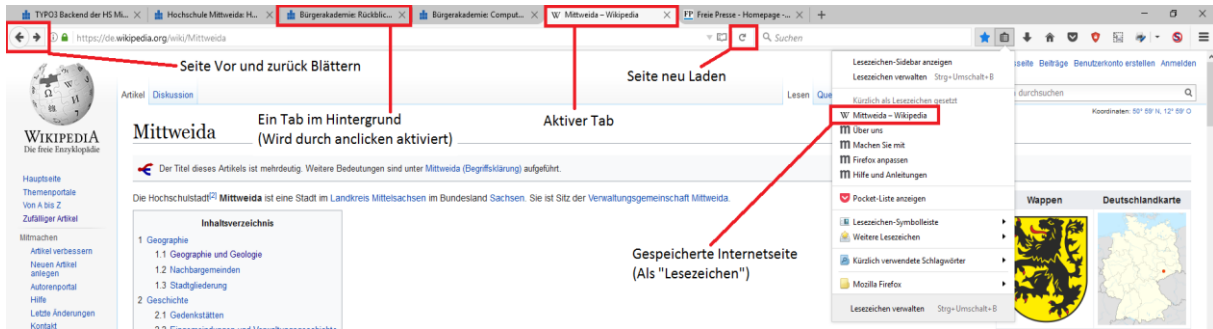 TYPO3 Backend der HS Mi...
Hochschule Mittweida: H...
Bürgerakademie: Rückblic...
Bürgerakademie: Comput...
Mittweida – Wikipedia
FP Freie Presse - Homepage -...
https://de.wikipedia.org/wiki/Mittweida
Suchen
Seite Vor und zurück Blättern
Seite neu Laden
Lesezeichen-Sidebar anzeigen
Lesezeichen verwalten Strg+Umschalt+B
Kürzlich als Lesezeichen gesetzt
Mittweida – Wikipedia
Über uns
Machen Sie mit
Firefox anpassen
Hilfe und Anleitungen
Pocket-Liste anzeigen
Lesezeichen-Symbolleiste
Weitere Lesezeichen
Kürzlich verwendete Schlagwörter
Mozilla Firefox
Lesezeichen verwalten Strg+Umschalt+B
Beiträge Benutzerkonto erstellen Anmelden
durchsuchen
Koordinaten: 50° 59′ N, 12° 59′ O
Artikel Diskussion
Lesen
Ein Tab im Hintergrund
(Wird durch anclicken aktiviert)
Aktiver Tab
WIKIPEDIA
Die freie Enzyklopädie
Mittweida
Der Titel dieses Artikels ist mehrdeutig. Weitere Bedeutungen sind unter Mittweida (Begriffsklärung) aufgeführt.
Hauptseite
Themenportale
Von A bis Z
Zufälliger Artikel
Die Hochschulstadt[2] Mittweida ist eine Stadt im Landkreis Mittelsachsen im Bundesland Sachsen. Sie ist Sitz der Verwaltungsgemeinschaft Mittweida.
Wappen
Deutschlandkarte
Mitmachen
Artikel verbessern
Neuen Artikel
anlegen
Autorenportal
Hilfe
Letzte Änderungen
Kontakt
Inhaltsverzeichnis
1 Geographie
1.1 Geographie und Geologie
1.2 Nachbargemeinden
1.3 Stadtgliederung
2 Geschichte
2.1 Gedenkstätten
2.2 Eingemeindungen und Verwaltungsgeschichte
Gespeicherte Internetseite
(Als "Lesezeichen")